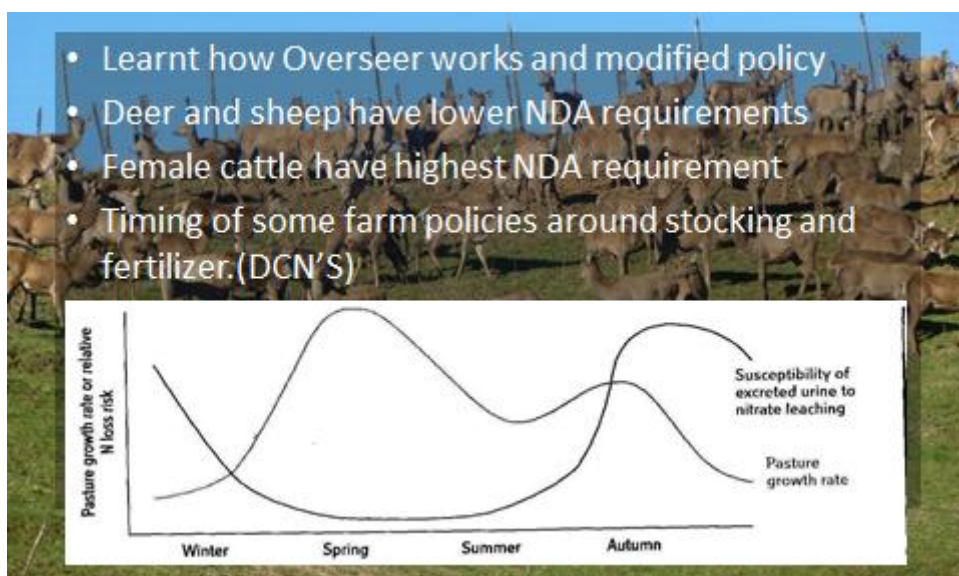 • Learnt how Overseer works and modified policy
• Deer and sheep have lower NDA requirements
• Female cattle have highest NDA requirement
• Timing of some farm policies around stocking and
fertilizer.(DCN'S)
Pasture growth rate or relative
N loss risk
Susceptibility of
excreted urine to
nitrate leaching
Pasture
growth rate
Winter Spring Summer Autumn